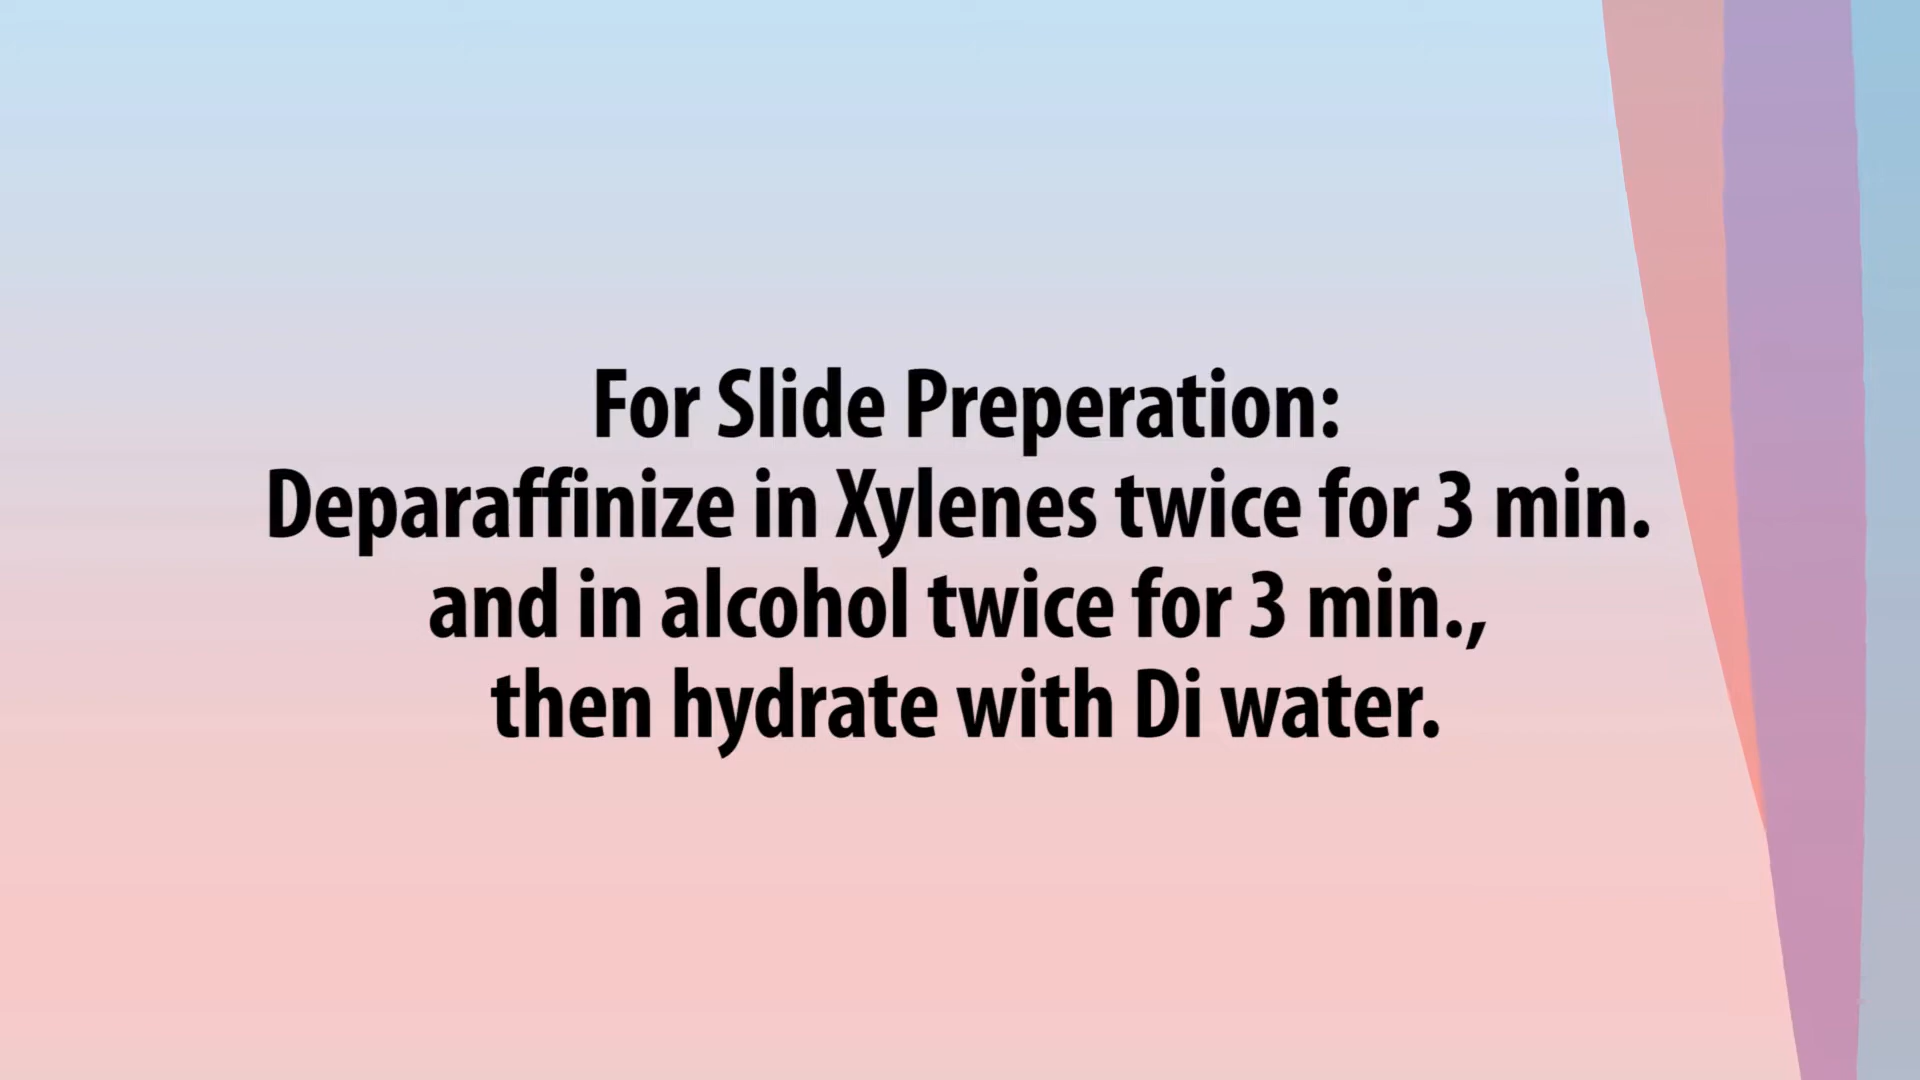 For Slide Preperation:
Deparaffinize in Xylenes twice for 3 min.
and in alcohol twice for 3 min.,
then hydrate with Di water.